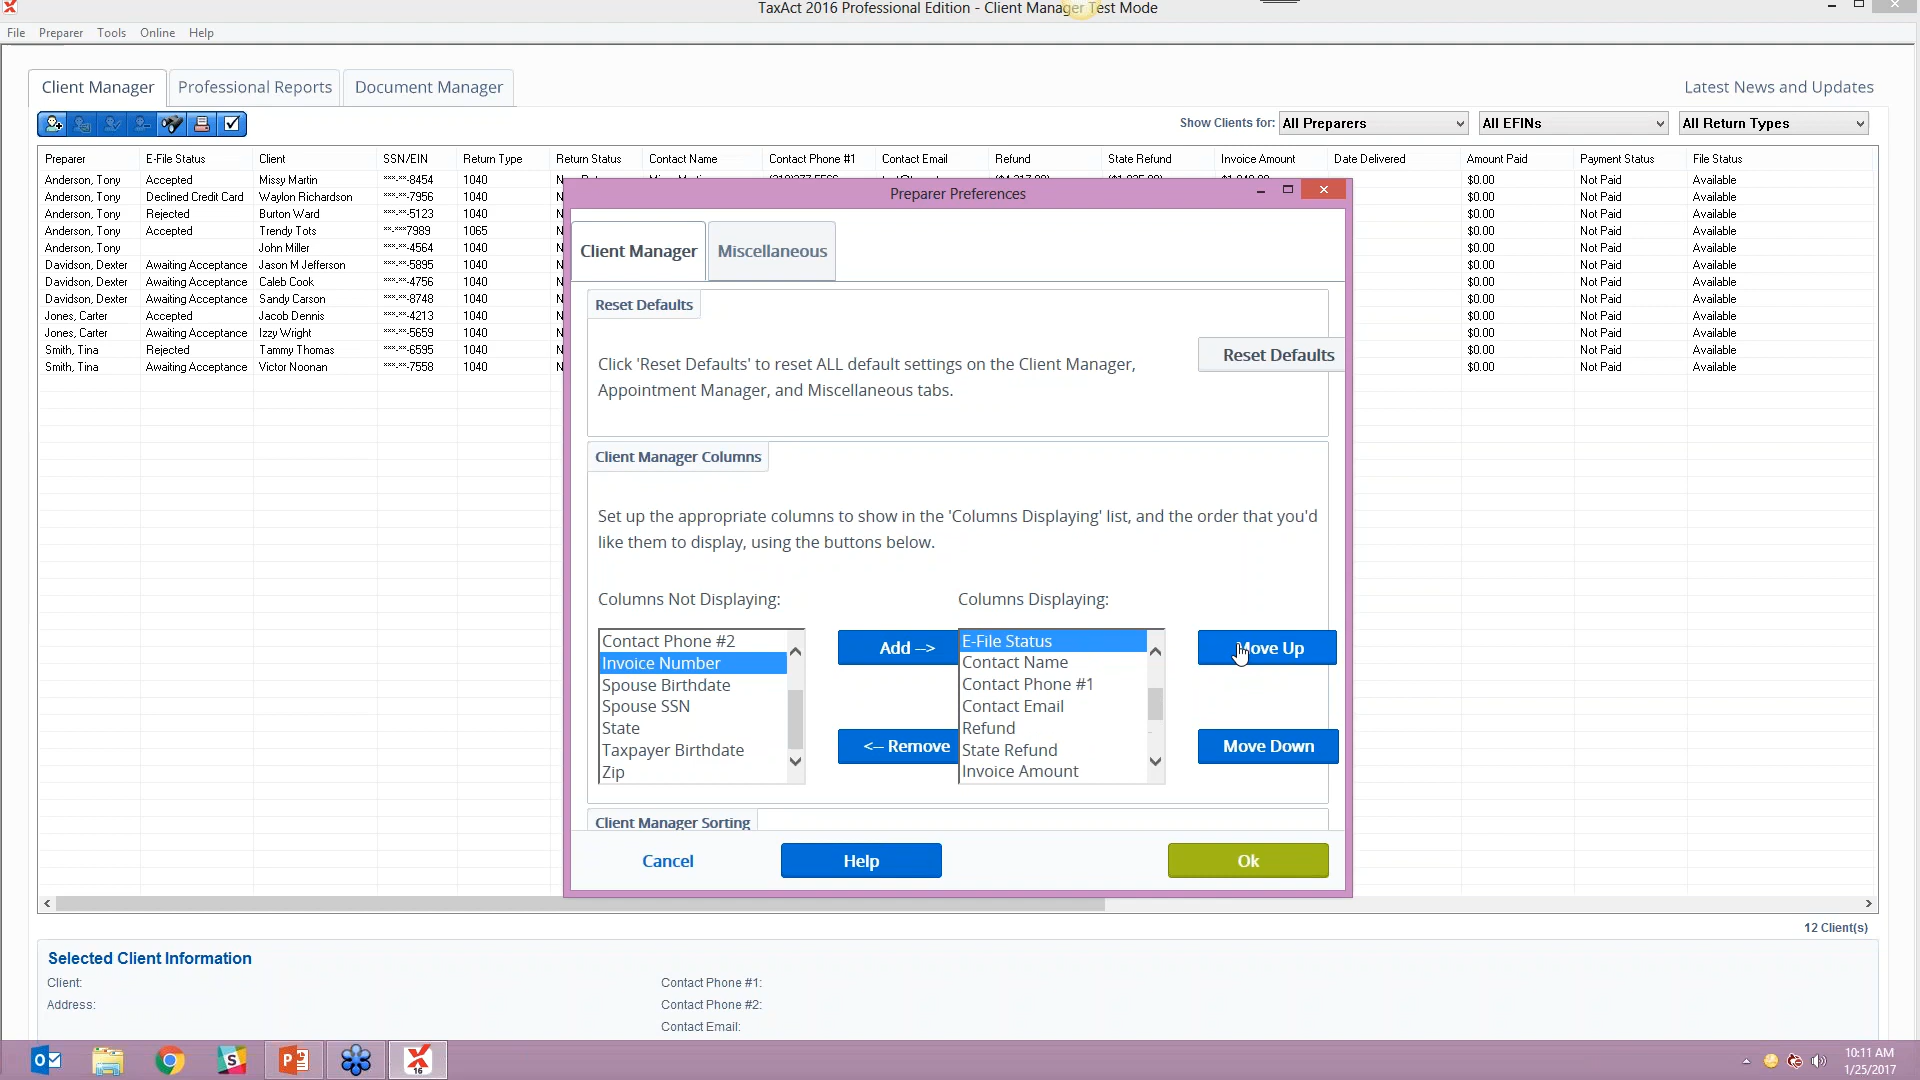 TaxAct 2016 Professional Edition - Client Manager Test Mode
File Preparer Tools Online Help
Client Manager Professional Reports Document Manager Latest News and Updates
Show Clients for: All Preparers All EFINs All Return Types
Preparer E-File Status Client SSN/EIN Return Type Return Status Contact Name Contact Phone #1 Contact Email Refund State Refund Invoice Amount Date Delivered Amount Paid Payment Status File Status
Anderson, Tony Accepted Missy Martin ***-**-8454 1040 $0.00 Not Paid Available
Anderson, Tony Declined Credit Card Waylon Richardson ***-**-7956 1040 $0.00 Not Paid Available
Anderson, Tony Rejected Burton Ward ***-**-5123 1040 $0.00 Not Paid Available
Anderson, Tony Accepted Trendy Tots **-***7989 1065 $0.00 Not Paid Available
Anderson, Tony John Miller ***-**-4564 1040 $0.00 Not Paid Available
Davidson, Dexter Awaiting Acceptance Jason M Jefferson ***-**-5895 1040 $0.00 Not Paid Available
Davidson, Dexter Awaiting Acceptance Caleb Cook ***-**-4756 1040 $0.00 Not Paid Available
Davidson, Dexter Awaiting Acceptance Sandy Carson ***-**-8748 1040 $0.00 Not Paid Available
Jones, Carter Accepted Jacob Dennis ***-**-4213 1040 $0.00 Not Paid Available
Jones, Carter Awaiting Acceptance Izzy Wright ***-**-5659 1040 $0.00 Not Paid Available
Smith, Tina Rejected Tammy Thomas ***-**-6595 1040 $0.00 Not Paid Available
Smith, Tina Awaiting Acceptance Victor Noonan ***-**-7558 1040 $0.00 Not Paid Available
Preparer Preferences
Client Manager Miscellaneous
Reset Defaults
Click 'Reset Defaults' to reset ALL default settings on the Client Manager,
Appointment Manager, and Miscellaneous tabs.
Reset Defaults
Client Manager Columns
Set up the appropriate columns to show in the 'Columns Displaying' list, and the order that you'd
like them to display, using the buttons below.
Columns Not Displaying:
Contact Phone #2
Invoice Number
Spouse Birthdate
Spouse SSN
State
Taxpayer Birthdate
Zip
Add -->
<-- Remove
Columns Displaying:
E-File Status
Contact Name
Contact Phone #1
Contact Email
Refund
State Refund
Invoice Amount
Move Up
Move Down
Client Manager Sorting
Cancel Help Ok
12 Client(s)
Selected Client Information
Client:
Address:
Contact Phone #1:
Contact Phone #2:
Contact Email:
16
10:11 AM
1/25/2017